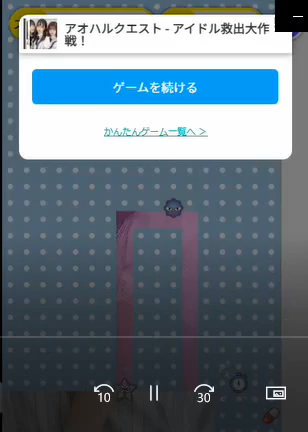 アオハルクエスト - アイドル救出大作
戦！
ゲームを続ける
かんたんゲーム一覧へ ＞
10
30